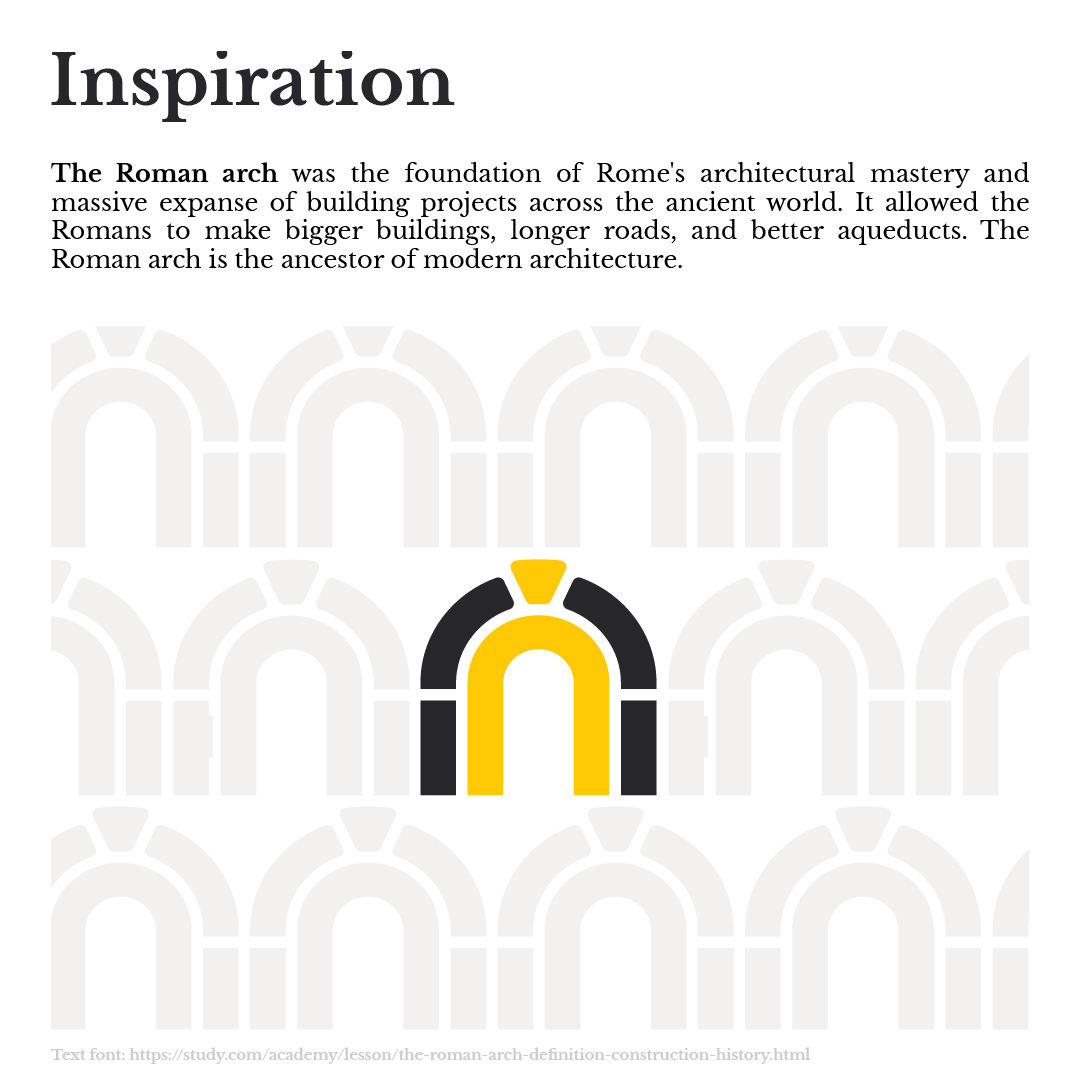 Inspiration
The Roman arch was the foundation of Rome's architectural mastery and
massive expanse of building projects across the ancient world. It allowed the
Romans to make bigger buildings, longer roads, and better aqueducts. The
Roman arch is the ancestor of modern architecture.
Text font: https://study.com/academy/lesson/the-roman-arch-definition-construction-history.html